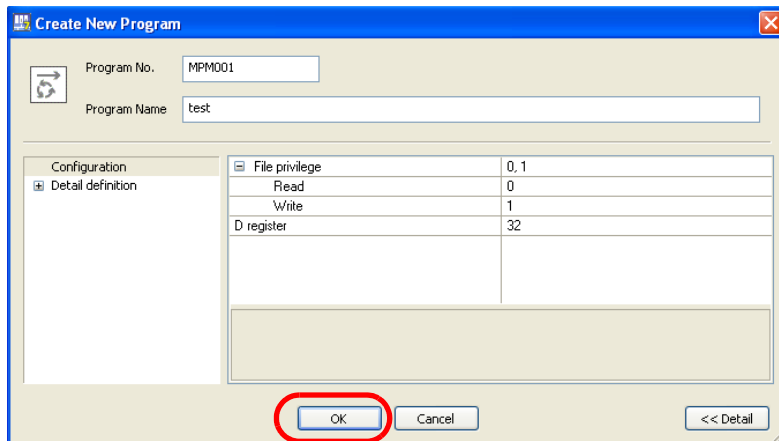 Create New Program
Program No. MPM001
Program Name test
Configuration
Detail definition
File privilege 0, 1
Read 0
Write 1
D register 32
OK Cancel << Detail